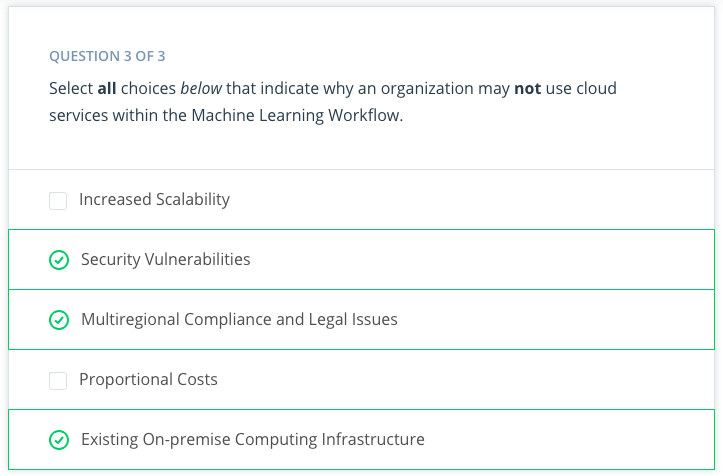 QUESTION 3 OF 3
Select all choices below that indicate why an organization may not use cloud
services within the Machine Learning Workflow.
Increased Scalability
Security Vulnerabilities
Multiregional Compliance and Legal Issues
Proportional Costs
Existing On-premise Computing Infrastructure